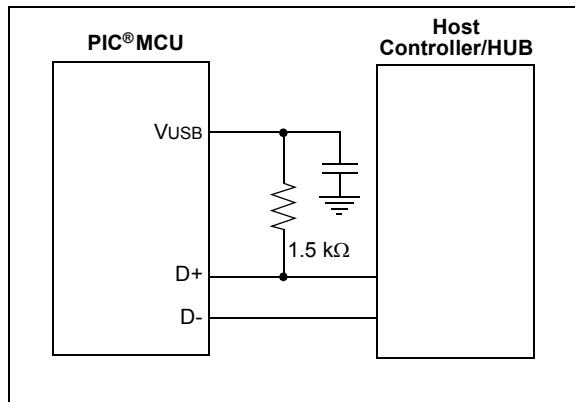 PIC® MCU
Host
Controller/HUB
VUSB
1.5 kΩ
D+
D-